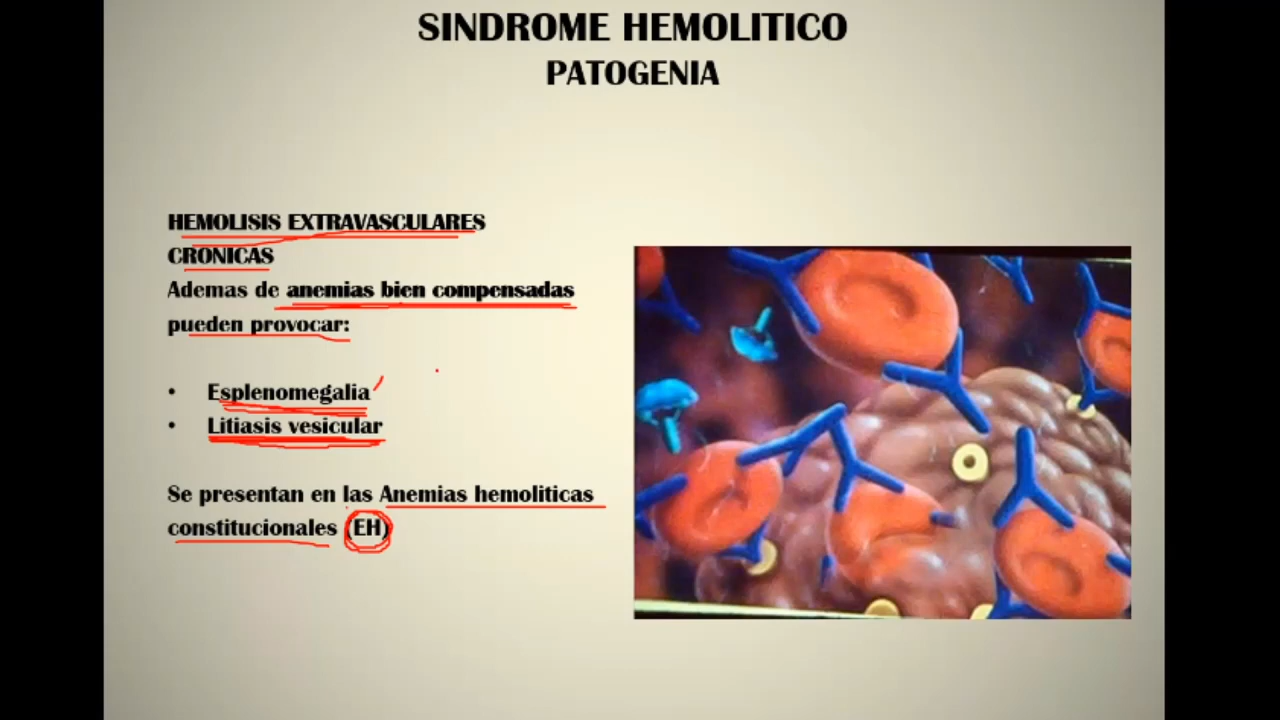 SINDROME HEMOLITICO
PATOGENIA
HEMOLISIS EXTRAVASCULARES
CRONICAS
Ademas de anemias bien compensadas
pueden provocar:
• Esplenomegalia
• Litiasis vesicular
Se presentan en las Anemias hemoliticas
constitucionales (EH)